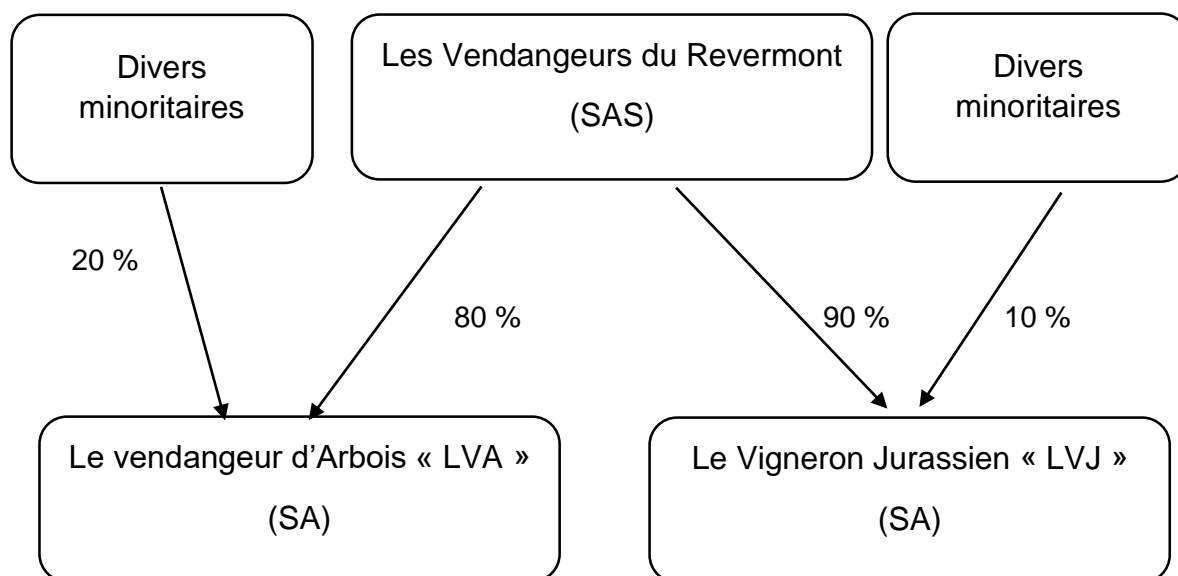 Divers
minoritaires
Les Vendangeurs du Revermont
(SAS)
Divers
minoritaires
20 %
80 %
90 %
10 %
Le vendangeur d'Arbois « LVA »
(SA)
Le Vigneron Jurassien « LVJ »
(SA)